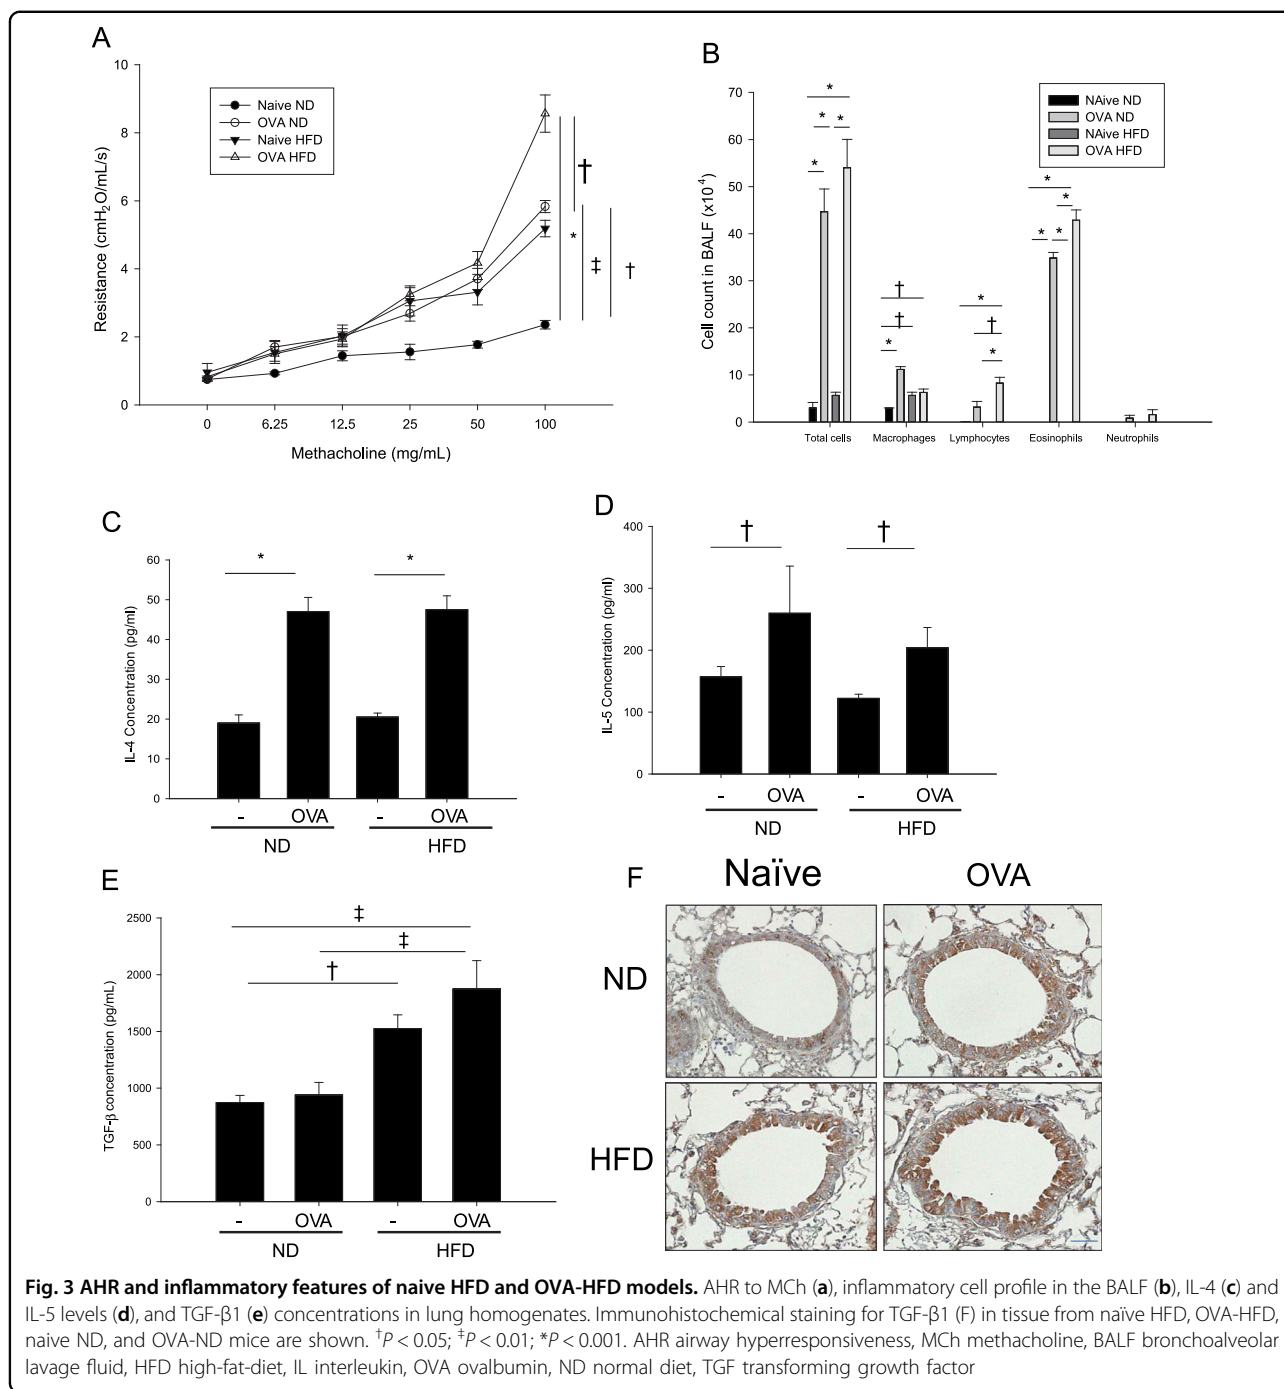 A
Resistance (cmH2O/mL/s)
10
8
6
4
2
0
Naive ND
OVA ND
Naive HFD
OVA HFD
†
*
‡
†
0 6.25 12.5 25 50 100
Methacholine (mg/mL)
B
Cell count in BALF (x10^4)
70
60
50
40
30
20
10
0
NAive ND
OVA ND
NAive HFD
OVA HFD
*
* *
*
†
†
*
*
†
*
*
*
* *
Total cells Macrophages Lymphocytes Eosinophils Neutrophils
C
IL-4 Concentration (pg/ml)
60
50
40
30
20
10
0
* *
- OVA - OVA
ND HFD
D
IL-5 Concentration (pg/ml)
400
300
200
100
0
† †
- OVA - OVA
ND HFD
E
TGF-β concentration (pg/mL)
2500
2000
1500
1000
500
0
‡
‡
†
- OVA - OVA
ND HFD
F
Naïve OVA
ND
HFD
Fig. 3 AHR and inflammatory features of naive HFD and OVA-HFD models. AHR to MCh (a), inflammatory cell profile in the BALF (b), IL-4 (c) and
IL-5 levels (d), and TGF-β1 (e) concentrations in lung homogenates. Immunohistochemical staining for TGF-β1 (F) in tissue from naïve HFD, OVA-HFD,
naive ND, and OVA-ND mice are shown. †P < 0.05; ‡P < 0.01; *P < 0.001. AHR airway hyperresponsiveness, MCh methacholine, BALF bronchoalveolar
lavage fluid, HFD high-fat-diet, IL interleukin, OVA ovalbumin, ND normal diet, TGF transforming growth factor